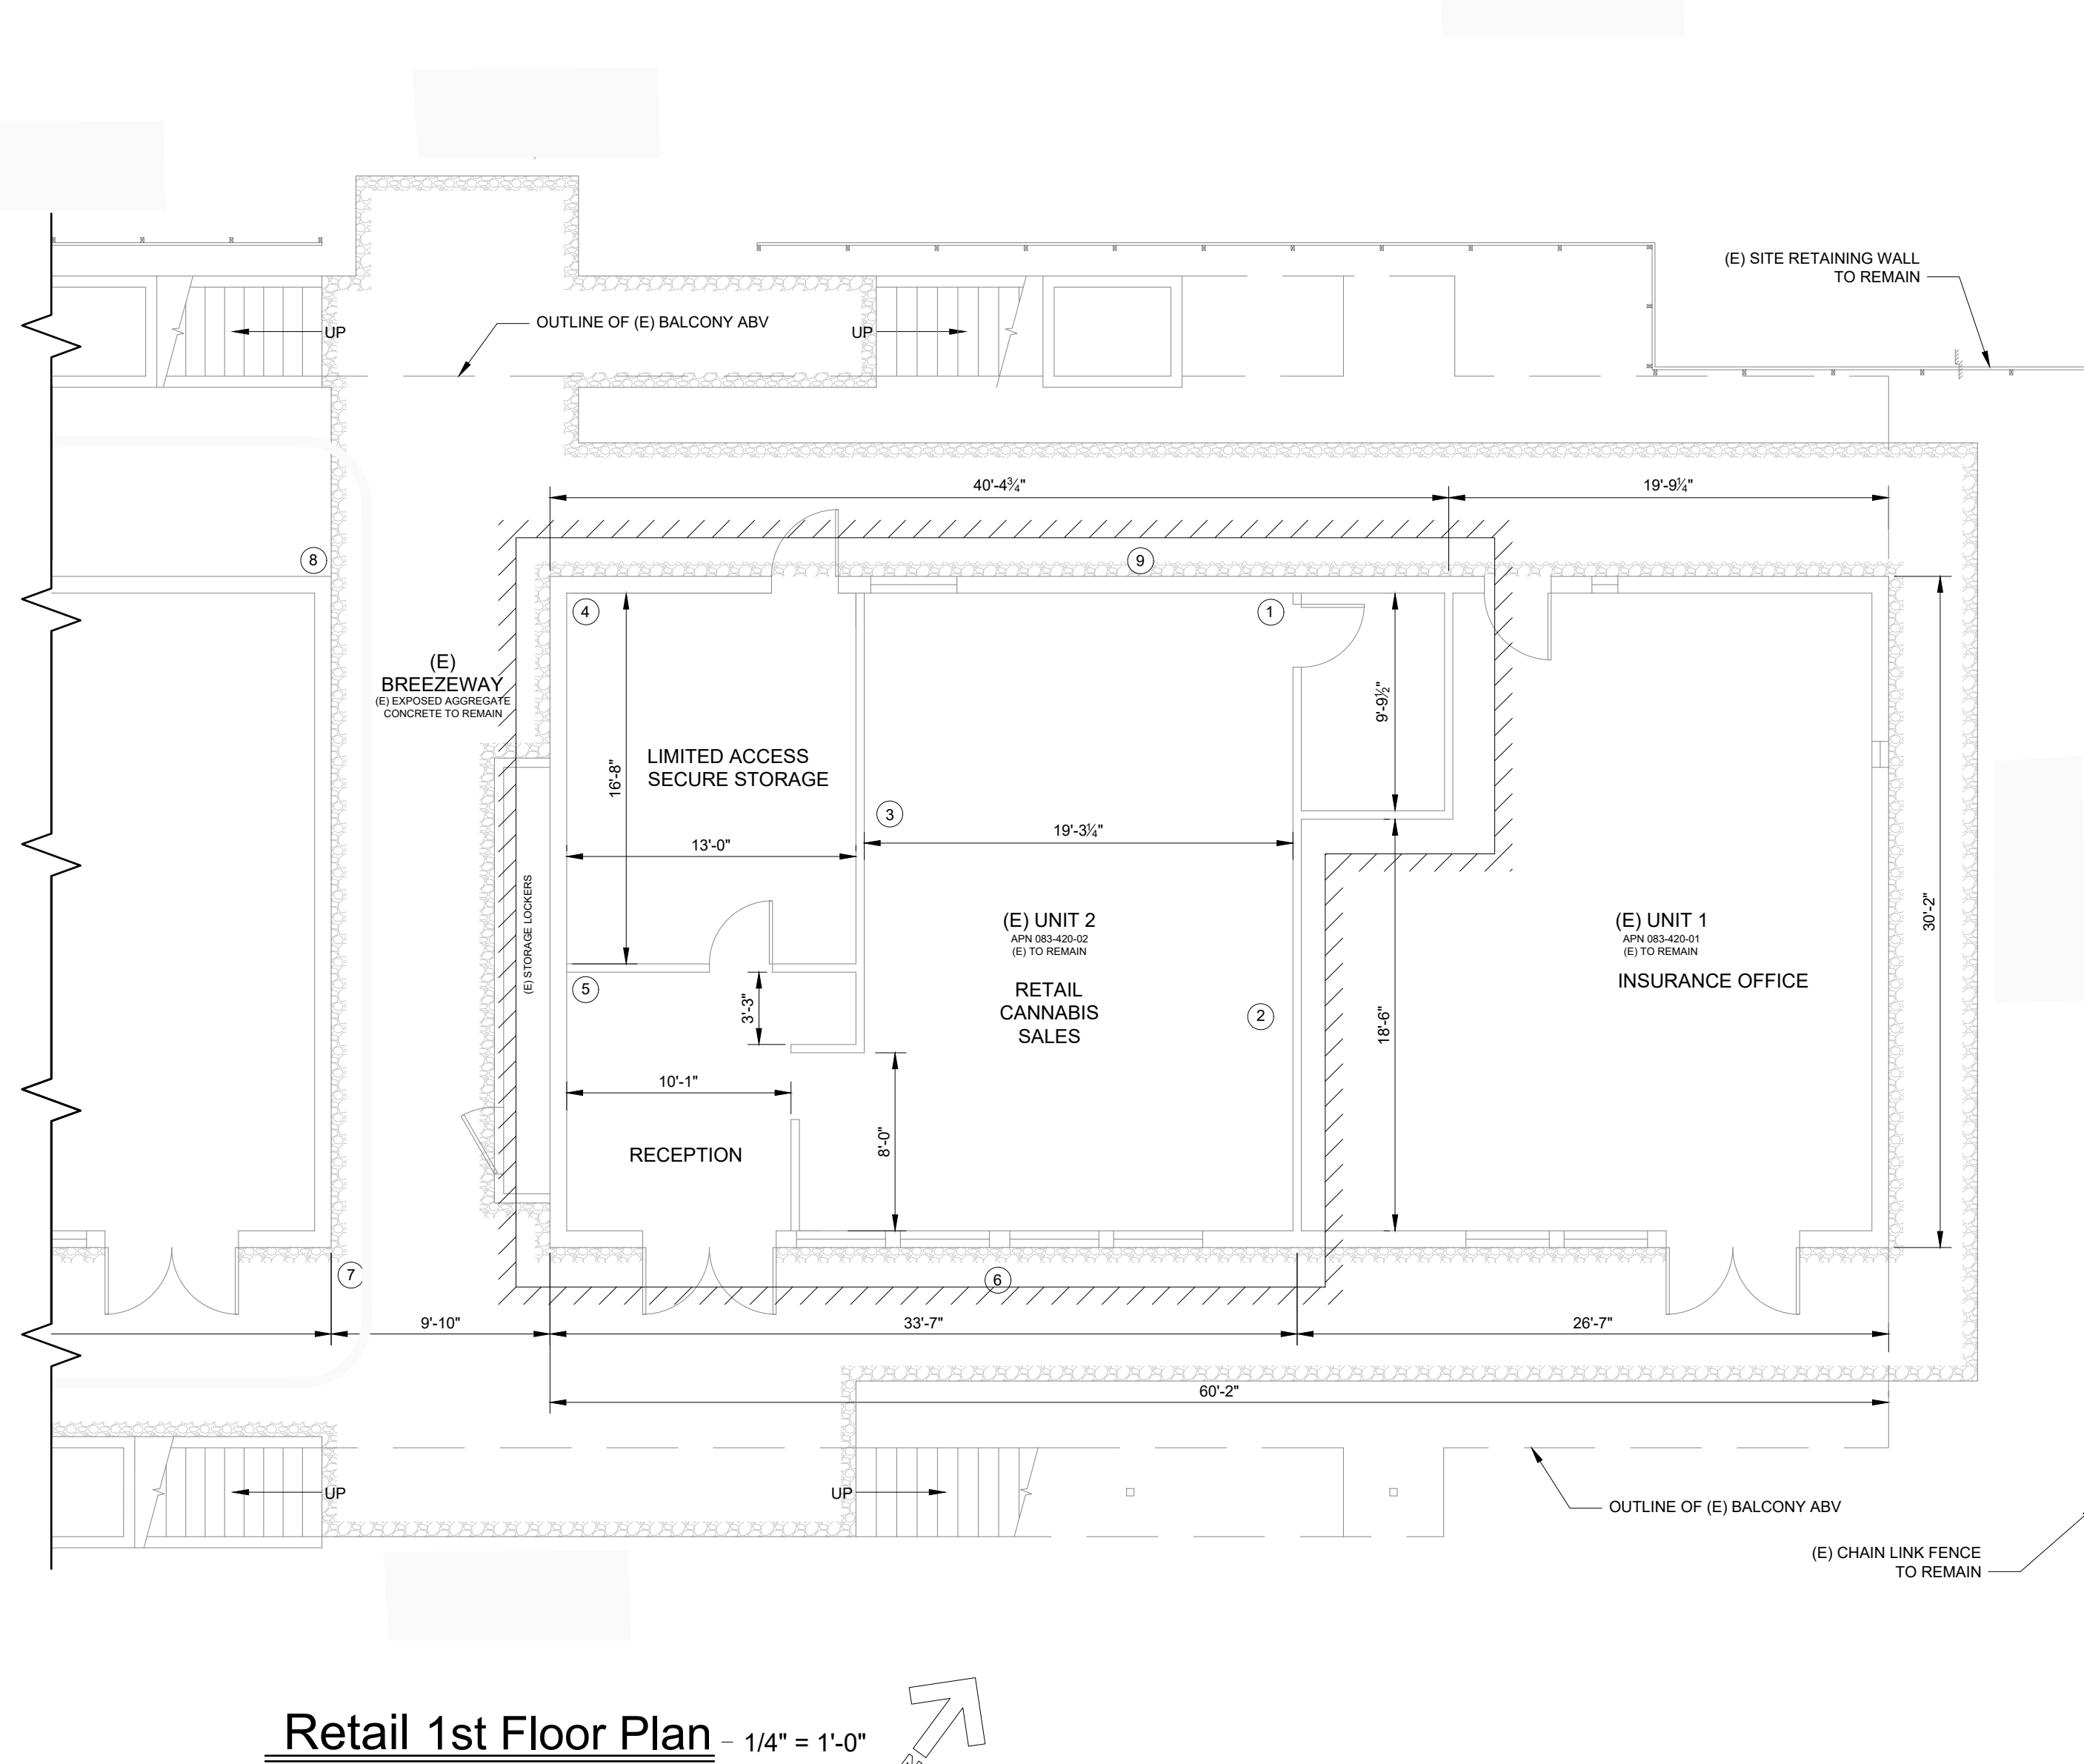 (E) SITE RETAINING WALL
TO REMAIN
UP
OUTLINE OF (E) BALCONY ABV
UP
40'-4¾"
19'-9¼"
8
9
4
1
(E)
BREEZEWAY
(E) EXPOSED AGGREGATE
CONCRETE TO REMAIN
9'-9½"
16'-8"
LIMITED ACCESS
SECURE STORAGE
3
19'-3¼"
13'-0"
(E) STORAGE LOCKERS
(E) UNIT 2
APN 083-420-02
(E) TO REMAIN
RETAIL
CANNABIS
SALES
(E) UNIT 1
APN 083-420-01
(E) TO REMAIN
INSURANCE OFFICE
30'-2"
5
3'-3"
2
18'-6"
10'-1"
8'-0"
RECEPTION
7
6
9'-10"
33'-7"
26'-7"
60'-2"
UP
UP
OUTLINE OF (E) BALCONY ABV
(E) CHAIN LINK FENCE
TO REMAIN
Retail 1st Floor Plan - 1/4" = 1'-0"